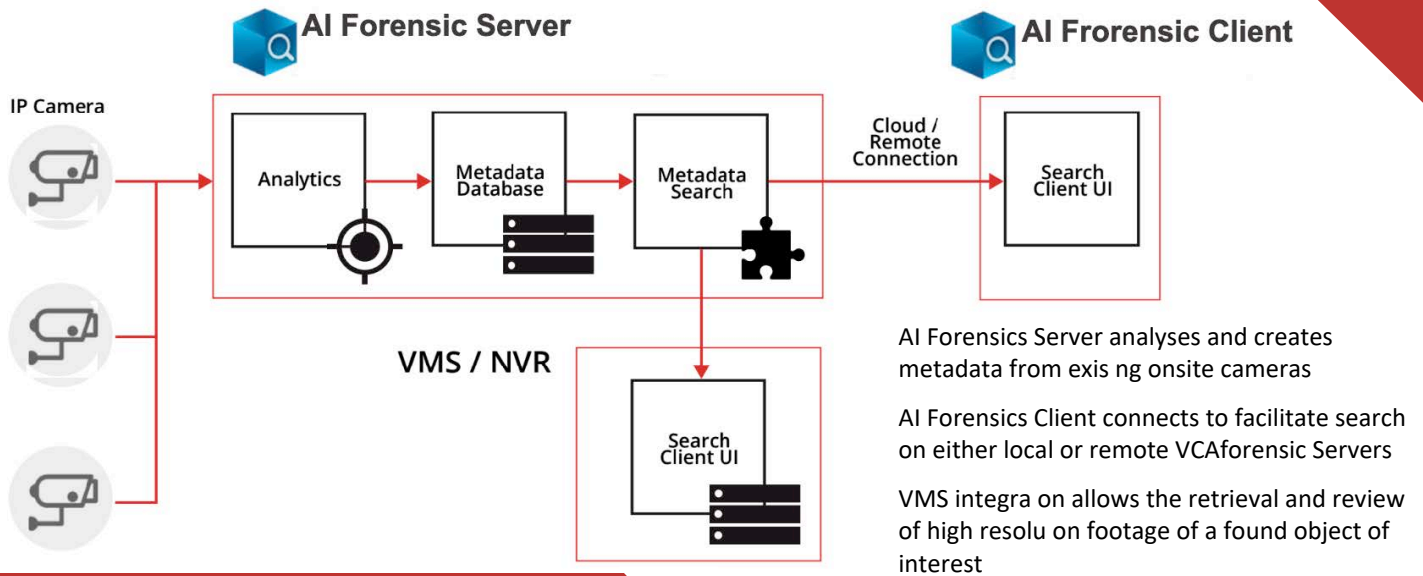 AI Forensic Server
AI Frorensic Client
IP Camera
Analytics
Metadata
Database
Metadata
Search
Cloud /
Remote
Connection
Search
Client UI
VMS / NVR
Search
Client UI
AI Forensics Server analyses and creates
metadata from exis ng onsite cameras
AI Forensics Client connects to facilitate search
on either local or remote VCAforensic Servers
VMS integra on allows the retrieval and review
of high resolu on footage of a found object of
interest